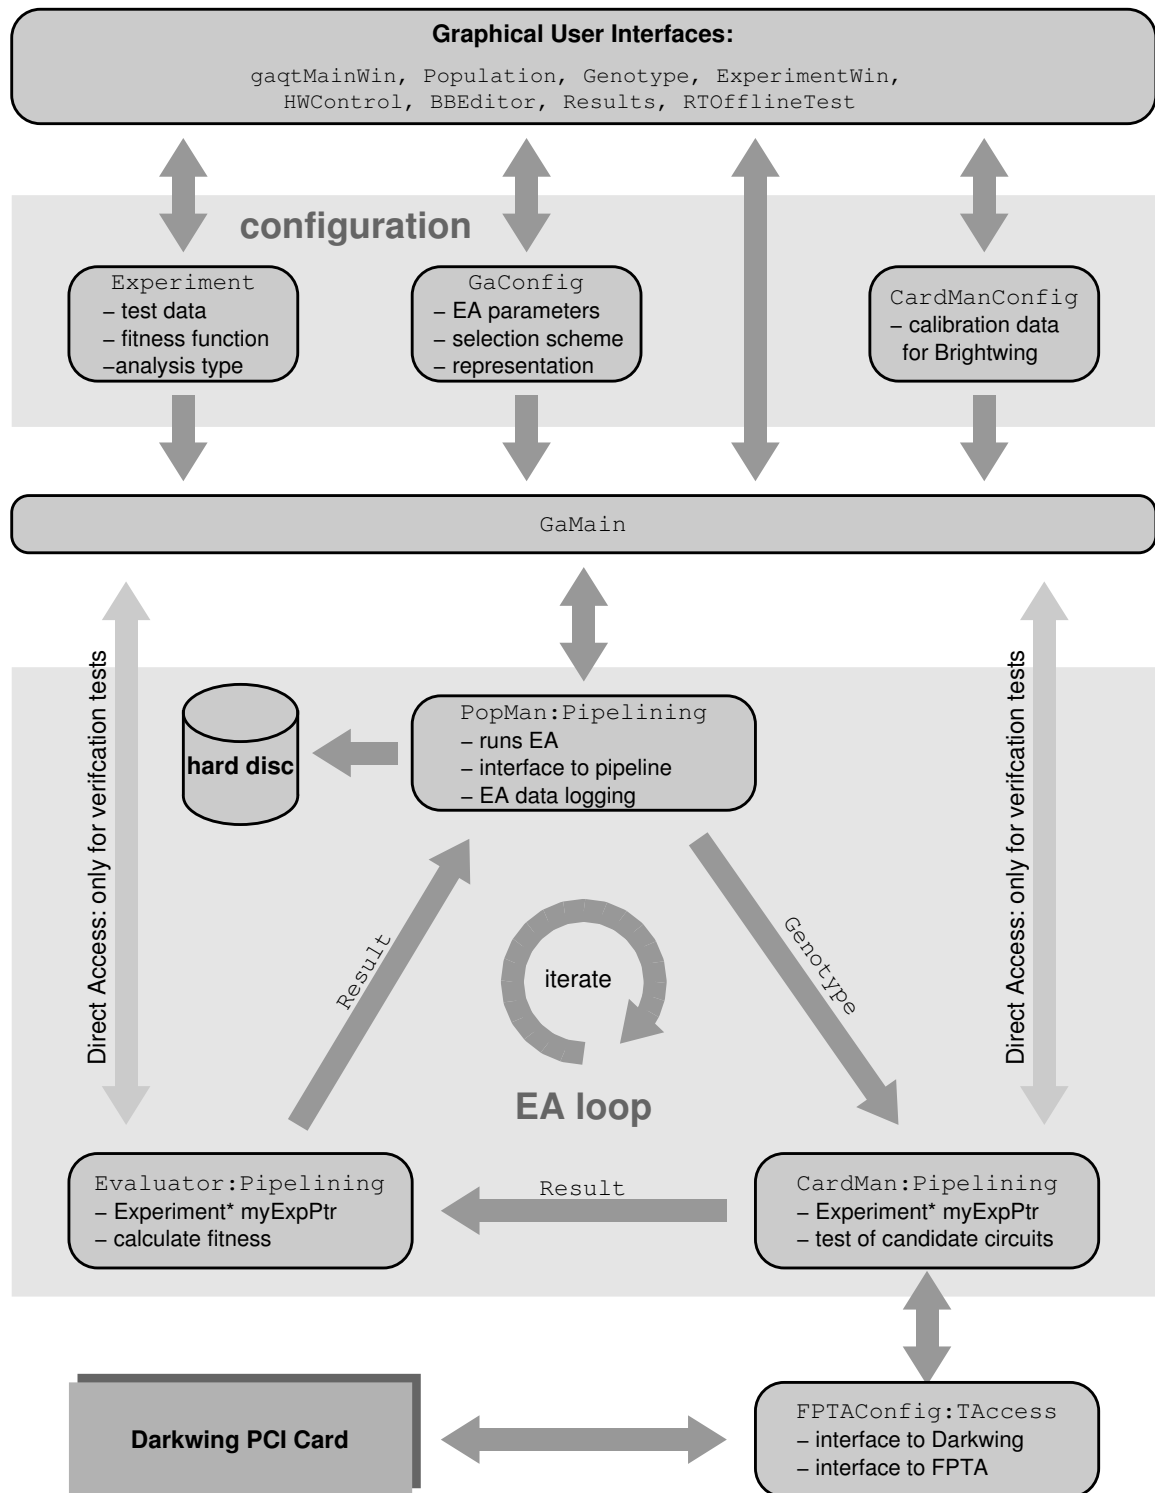 Graphical User Interfaces:
gaqtMainWin, Population, Genotype, ExperimentWin,
HWControl, BBEditor, Results, RTOfflineTest
configuration
Experiment
– test data
– fitness function
–analysis type
GaConfig
– EA parameters
– selection scheme
– representation
CardManConfig
– calibration data
for Brightwing
GaMain
Direct Access: only for verifcation tests
hard disc
PopMan:Pipelining
– runs EA
– interface to pipeline
– EA data logging
Direct Access: only for verifcation tests
Result
iterate
Genotype
EA loop
Evaluator:Pipelining
– Experiment* myExpPtr
– calculate fitness
Result
CardMan:Pipelining
– Experiment* myExpPtr
– test of candidate circuits
Darkwing PCI Card
FPTAConfig:TAccess
– interface to Darkwing
– interface to FPTA